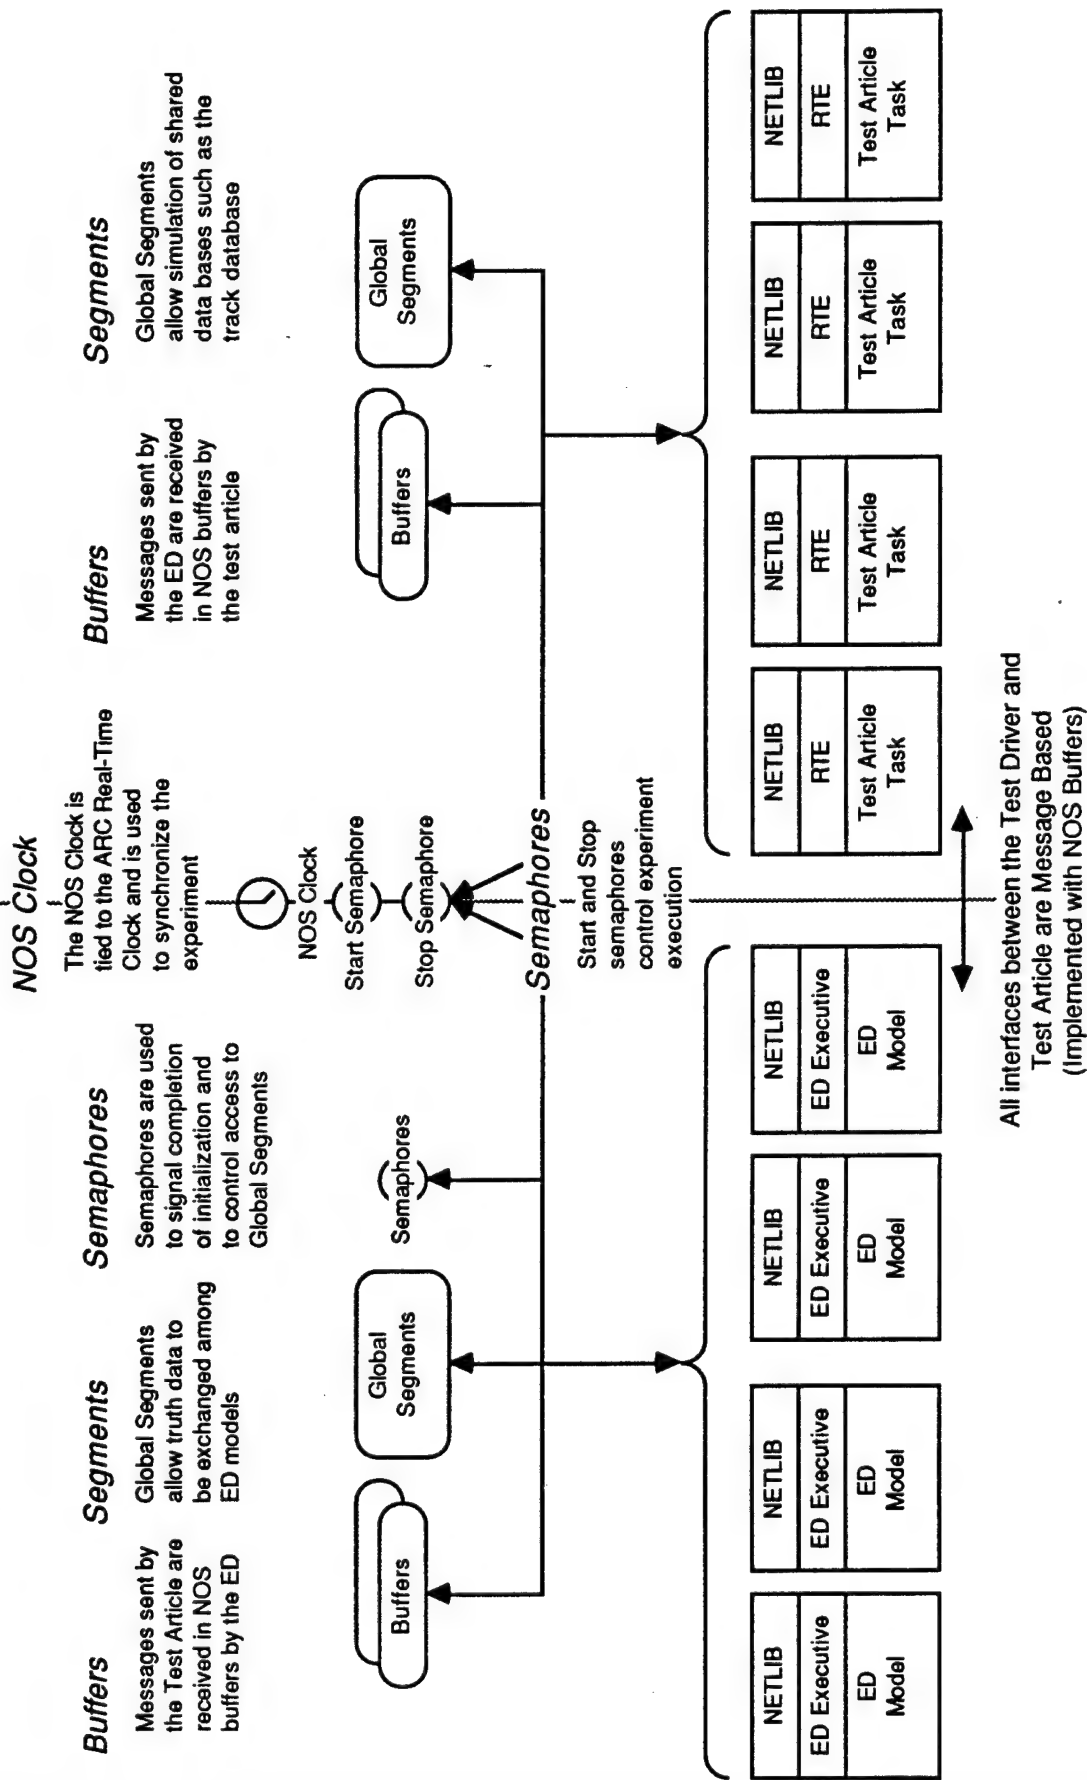 NOS Clock
The NOS Clock is
tied to the ARC Real-Time
Clock and is used
to synchronize the
experiment
Buffers
Messages sent by
the Test Article are
received in NOS
buffers by the ED
Segments
Global Segments
allow truth data to
be exchanged among
ED models
Semaphores
Semaphores are used
to signal completion
of initialization and
to control access to
Global Segments
Buffers
Messages sent by
the ED are received
in NOS buffers by
the test article
Segments
Global Segments
allow simulation of shared
data bases such as the
track database
Buffers
Global
Segments
Semaphores
NOS Clock
Start Semaphore
Stop Semaphore
Buffers
Global
Segments
Semaphores
Start and Stop
semaphores
control experiment
execution
NETLIB
ED Executive
ED
Model
NETLIB
ED Executive
ED
Model
NETLIB
ED Executive
ED
Model
NETLIB
ED Executive
ED
Model
NETLIB
RTE
Test Article
Task
NETLIB
RTE
Test Article
Task
NETLIB
RTE
Test Article
Task
NETLIB
RTE
Test Article
Task
All interfaces between the Test Driver and
Test Article are Message Based
(Implemented with NOS Buffers)